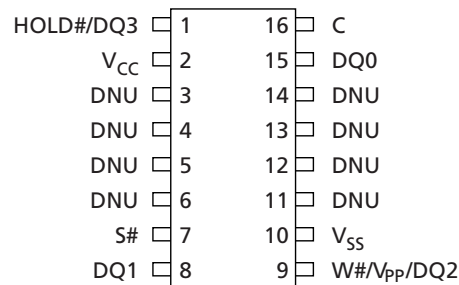 HOLD#/DQ3 1 16 C
VCC 2 15 DQ0
DNU 3 14 DNU
DNU 4 13 DNU
DNU 5 12 DNU
DNU 6 11 DNU
S# 7 10 VSS
DQ1 8 9 W#/VPP/DQ2